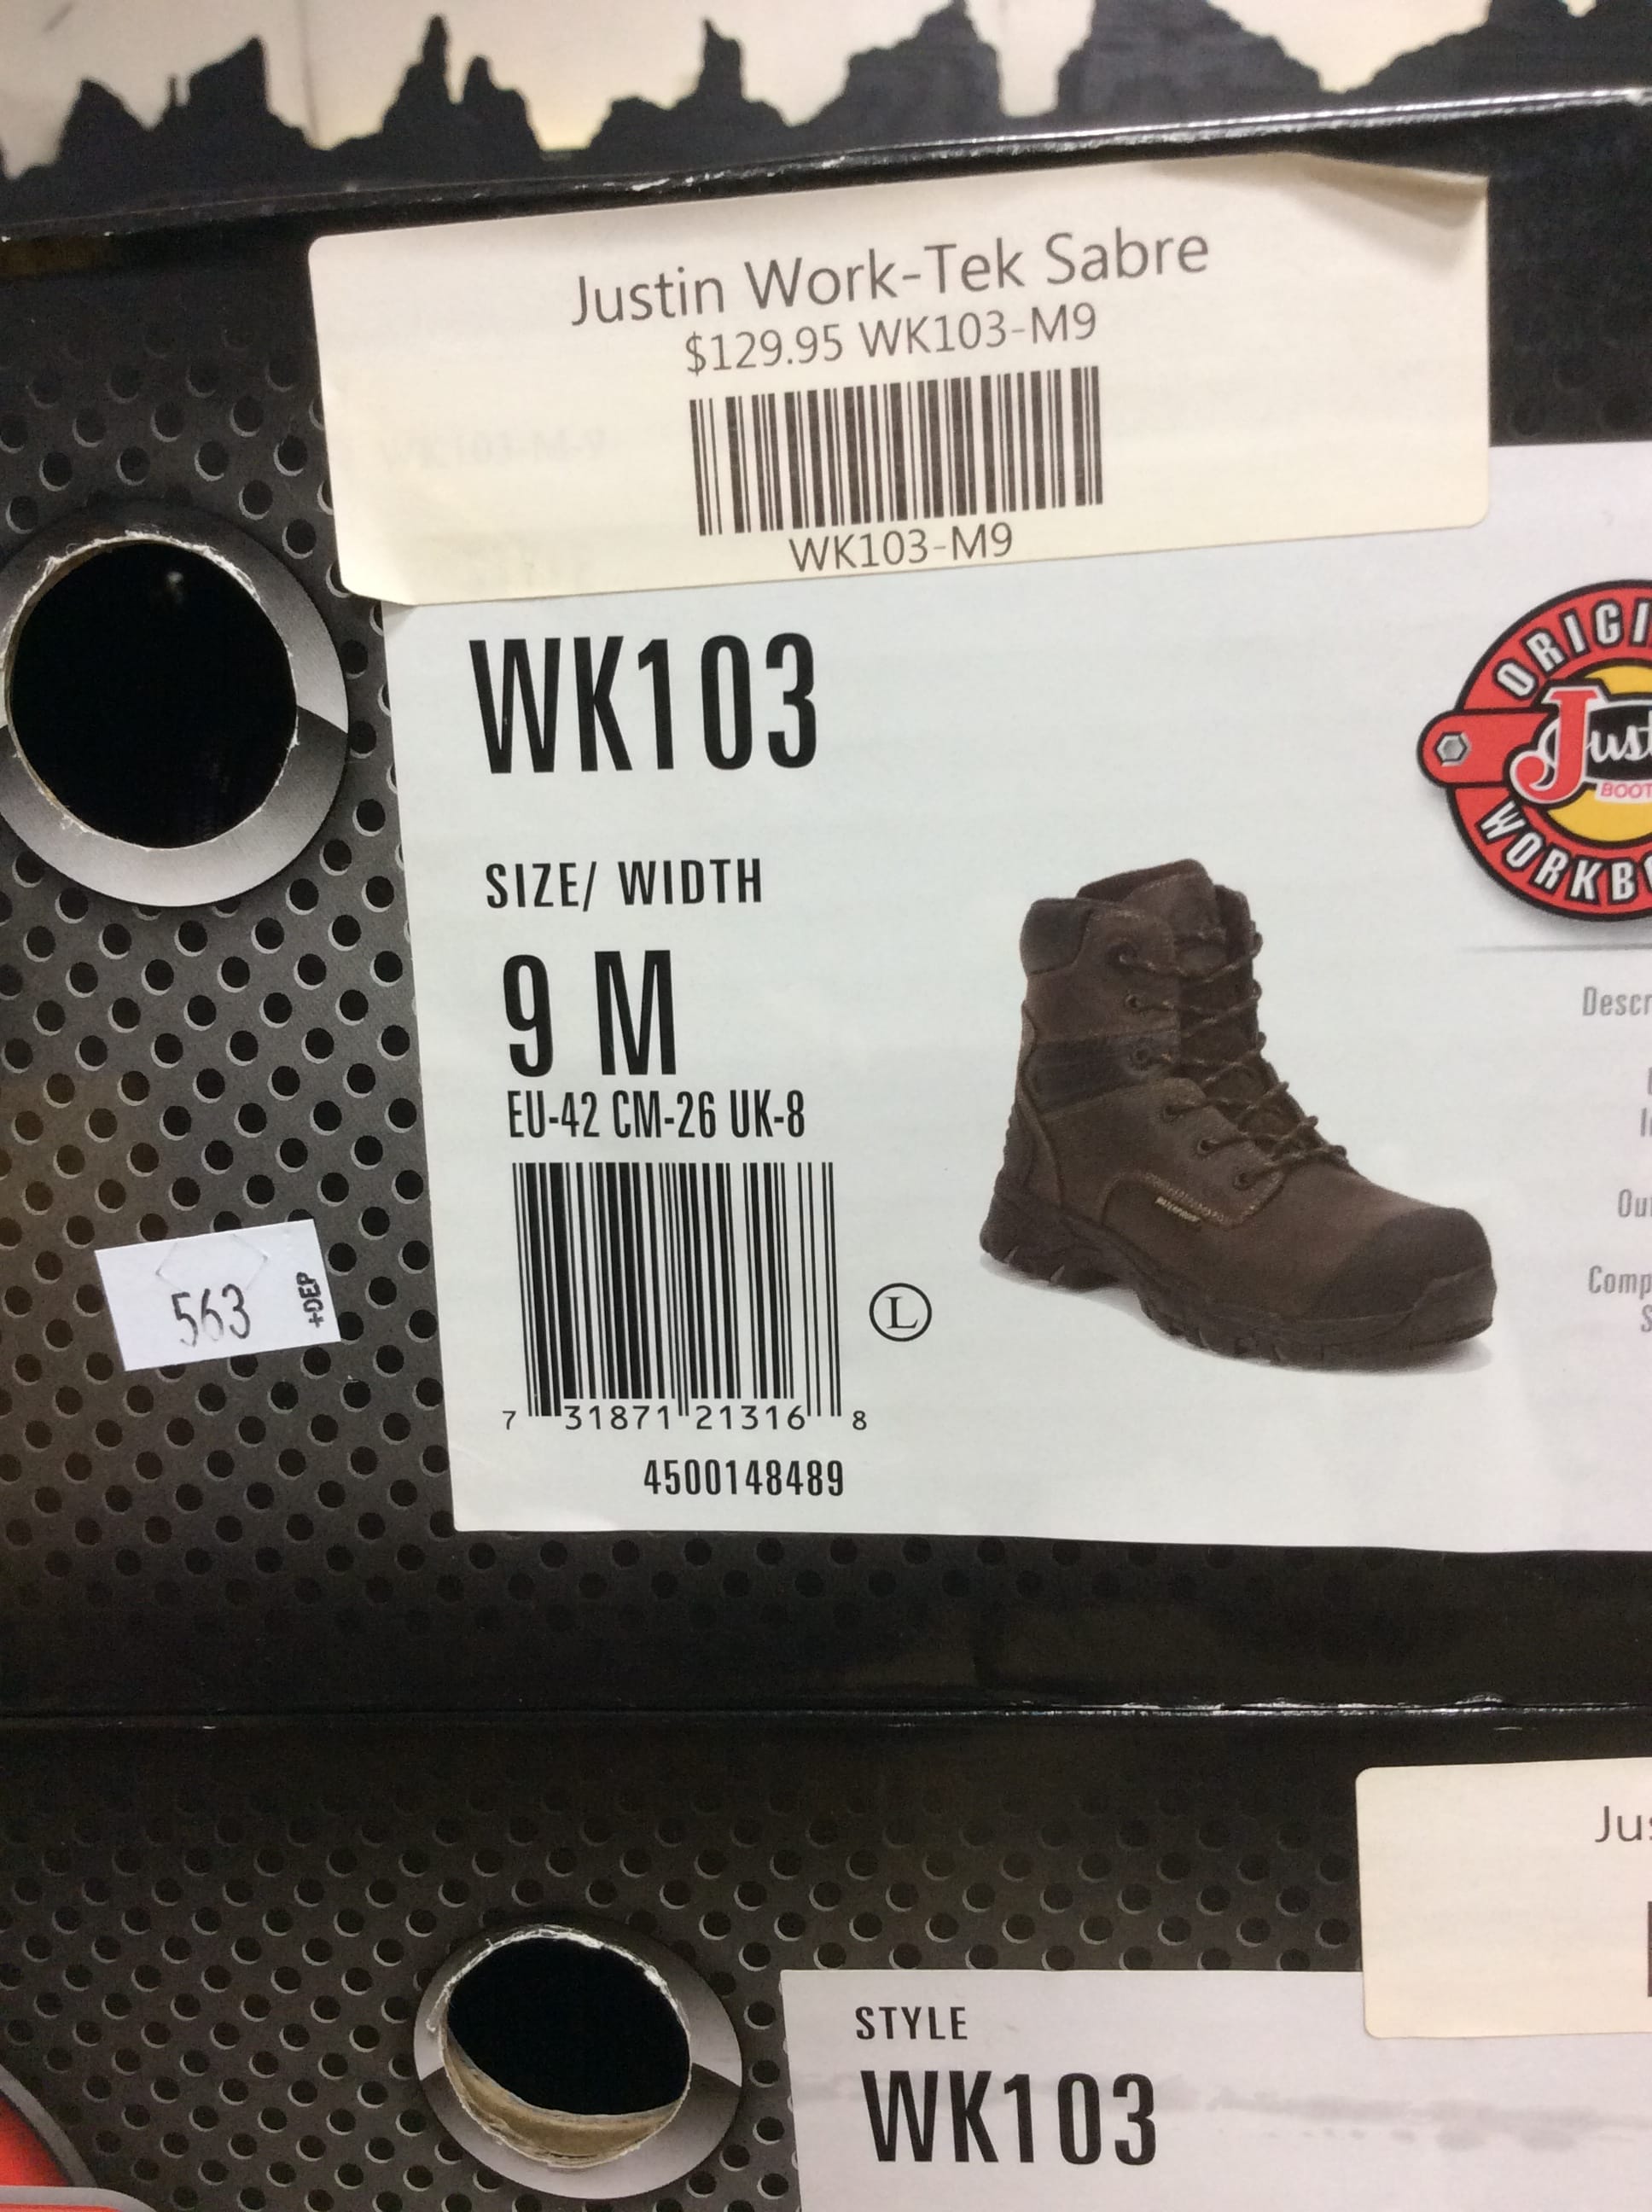 Justin Work-Tek Sabre
$129.95 WK103-M9
WK103-M9
WK103
SIZE/ WIDTH
9 M
EU-42 CM-26 UK-8
7 31871 21316 8
4500148489
L
WATERPROOF
563
+DEP
STYLE
WK103